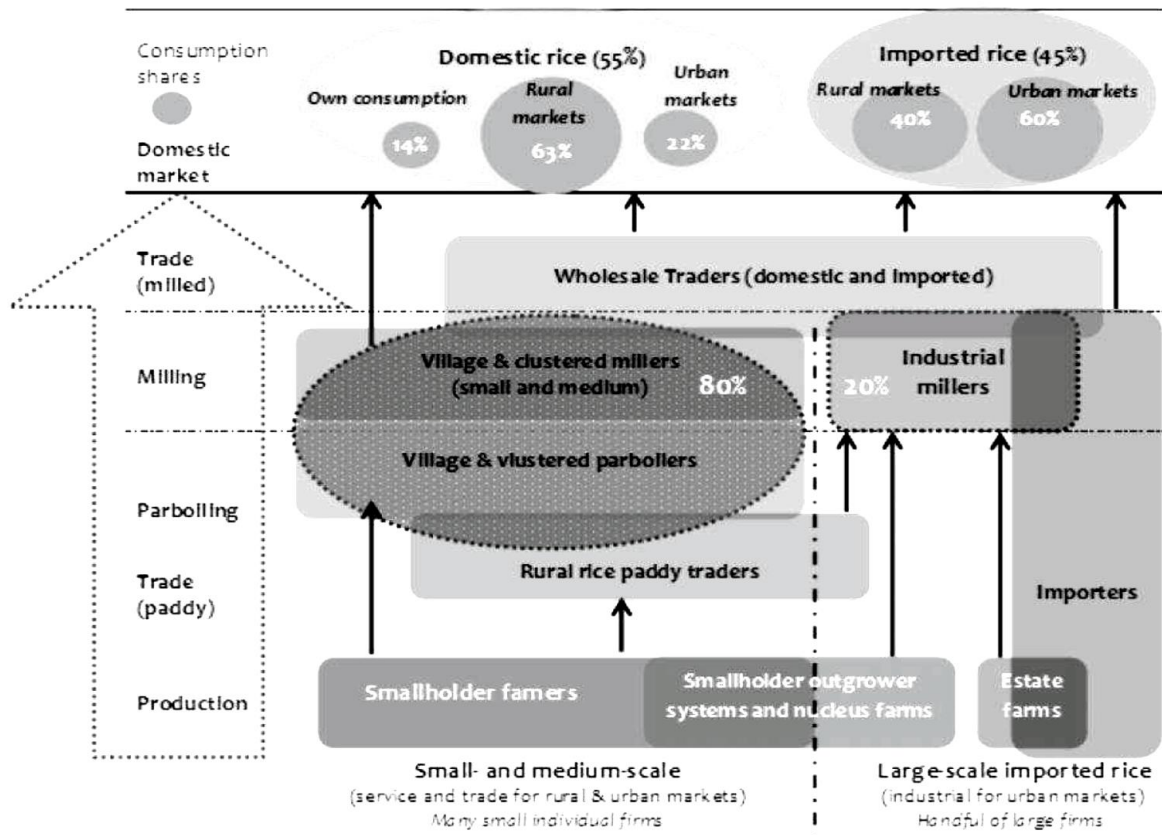 Consumption
shares
Domestic
market
Domestic rice (55%)
Own consumption
14%
Rural
markets
63%
Urban
markets
22%
Imported rice (45%)
Rural markets
40%
Urban markets
60%
Trade
(milled)
Wholesale Traders (domestic and imported)
Milling
Village & clustered millers
(small and medium)
80%
20%
Industrial
millers
Village & vlustered parboilers
Parboiling
Trade
(paddy)
Rural rice paddy traders
Importers
Production
Smallholder famers
Smallholder outgrower
systems and nucleus farms
Estate
farms
Small- and medium-scale
(service and trade for rural & urban markets)
Many small individual firms
Large-scale imported rice
(industrial for urban markets)
Handful of large firms